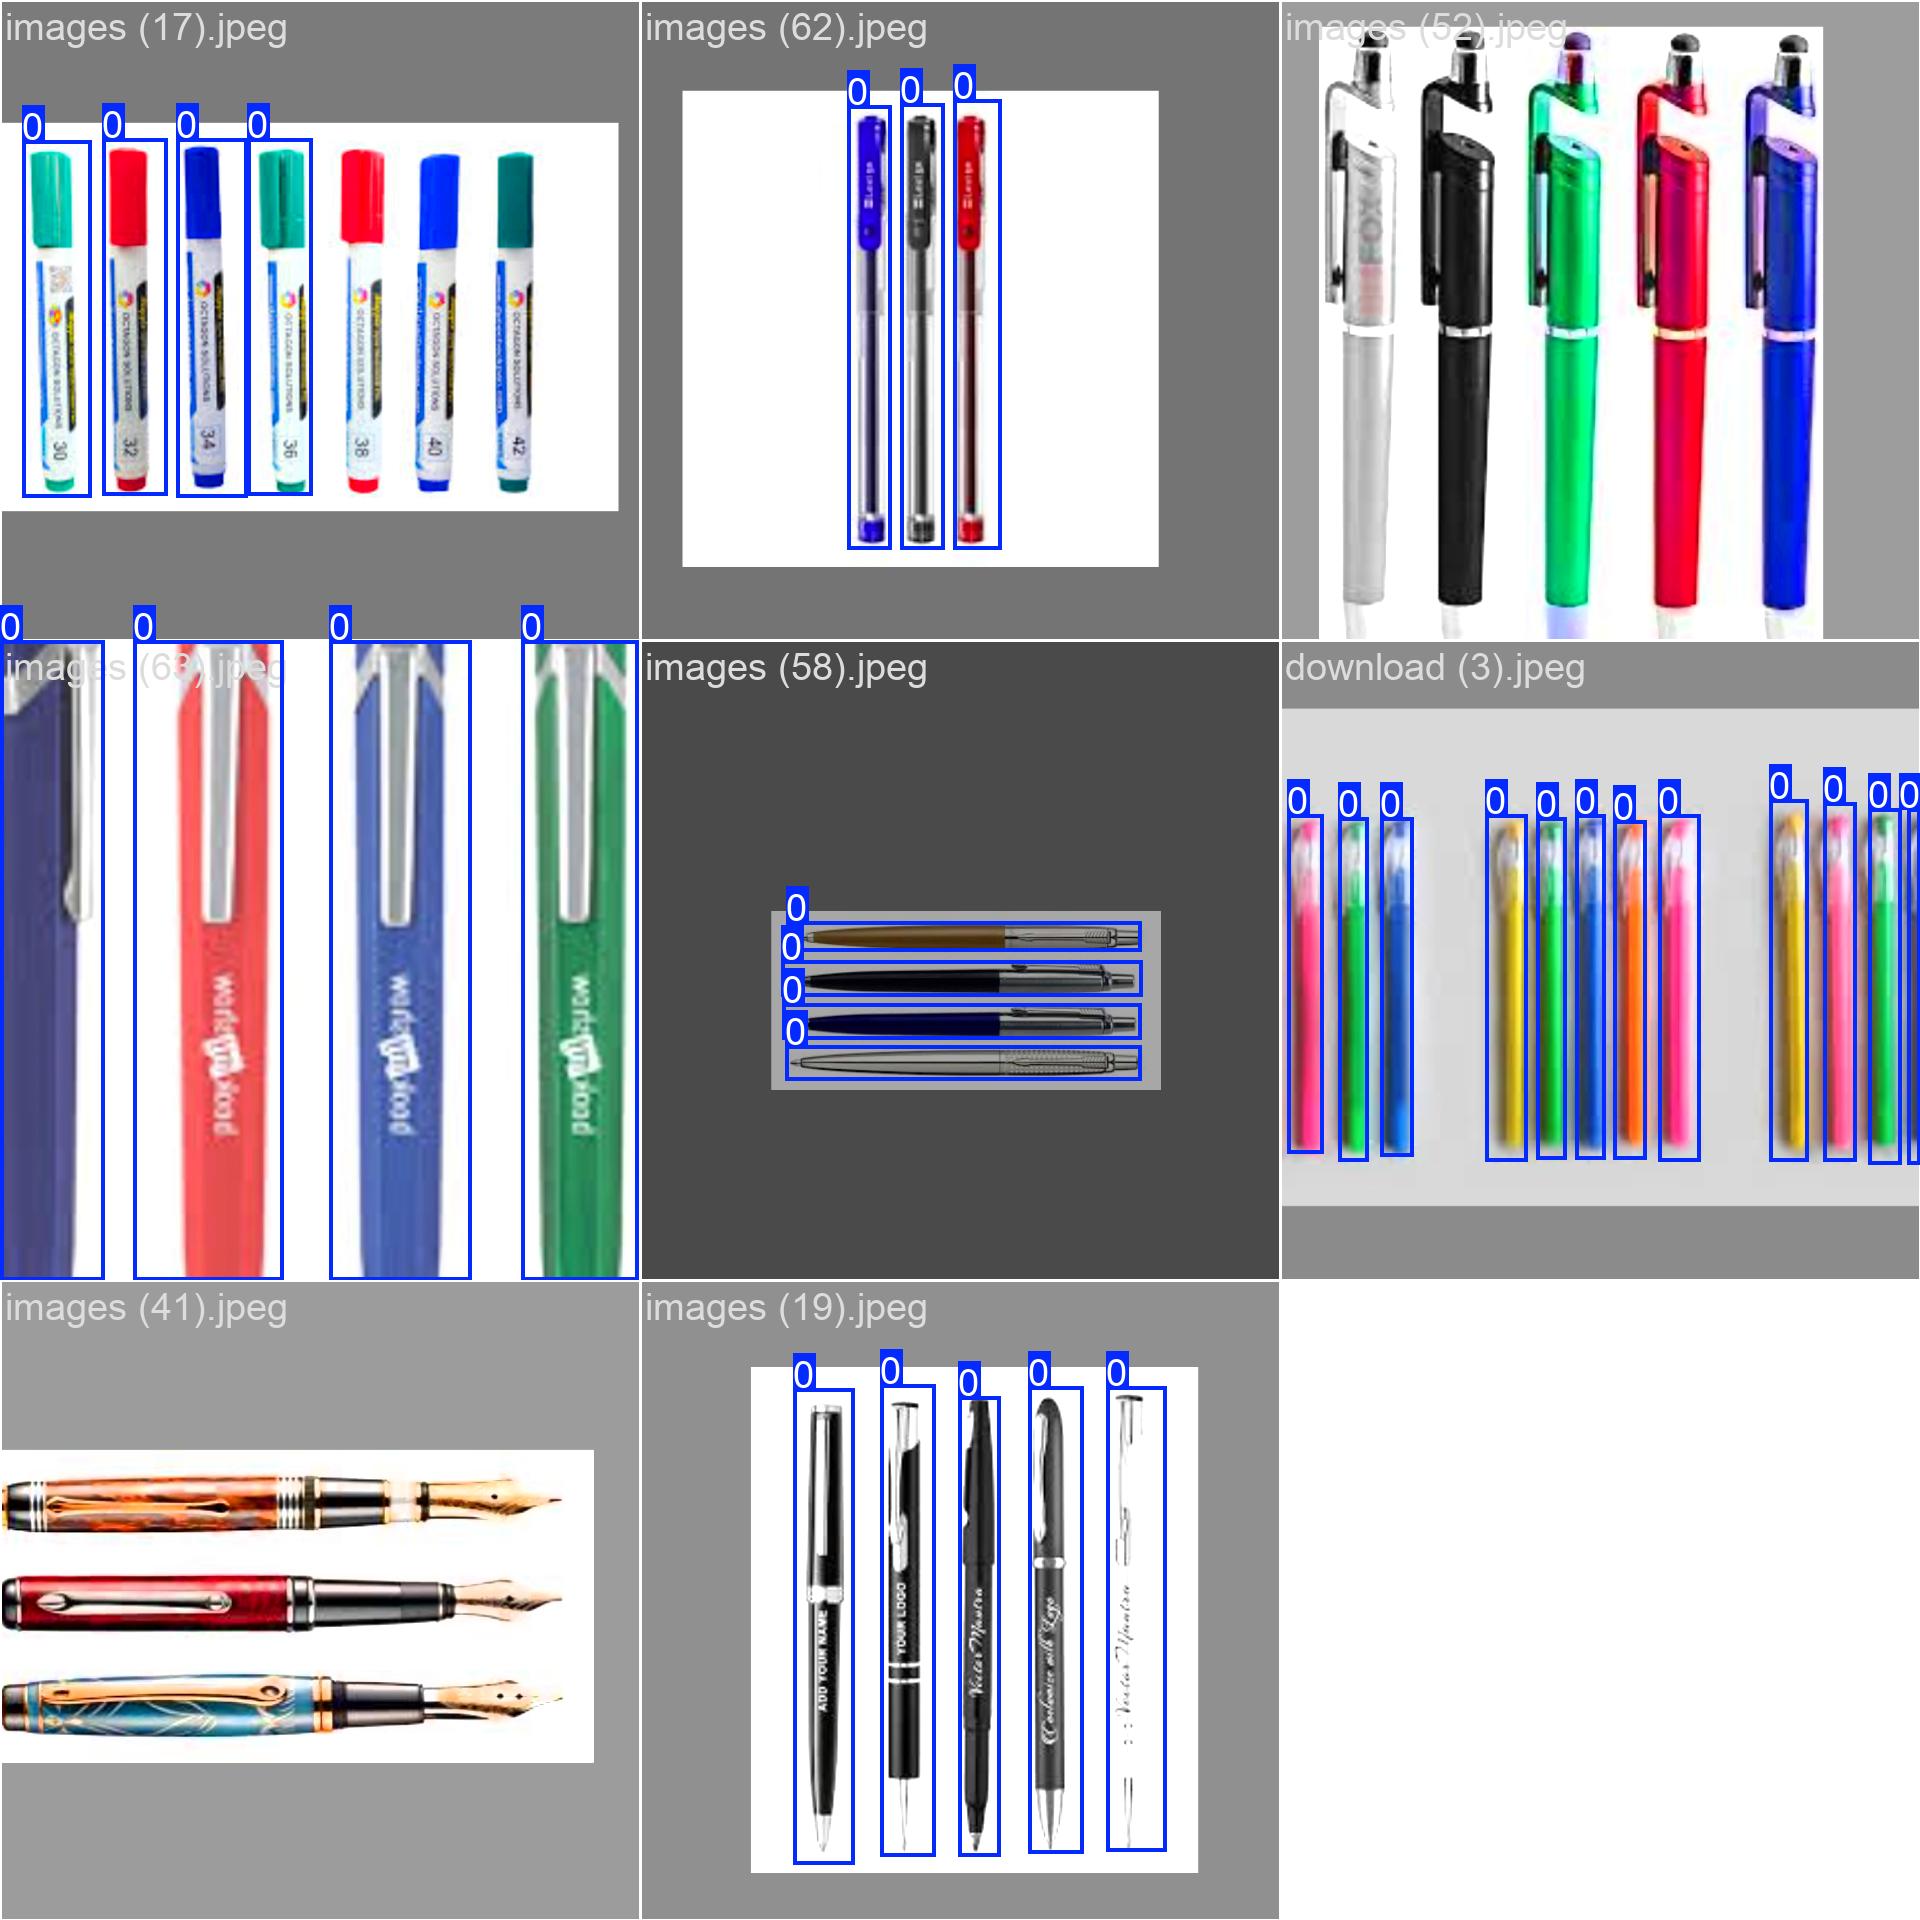 images (17).jpeg
0 0 0 0
OCTAGON SOLUTIONS 30
OCTAGON SOLUTIONS 32
OCTAGON SOLUTIONS 34
OCTAGON SOLUTIONS 36
OCTAGON SOLUTIONS 38
OCTAGON SOLUTIONS 40
OCTAGON SOLUTIONS 42
images (62).jpeg
0 0 0
images (52).jpeg
images (63).jpeg
0 0 0 0
images (58).jpeg
0
0
0
0
download (3).jpeg
0 0 0 0 0 0 0 0 0 0 0 0
images (41).jpeg
images (19).jpeg
0 0 0 0 0
ADD YOUR NAME
YOUR LOGO
Vector Mantra
Customize with Logo
Vector Mantra